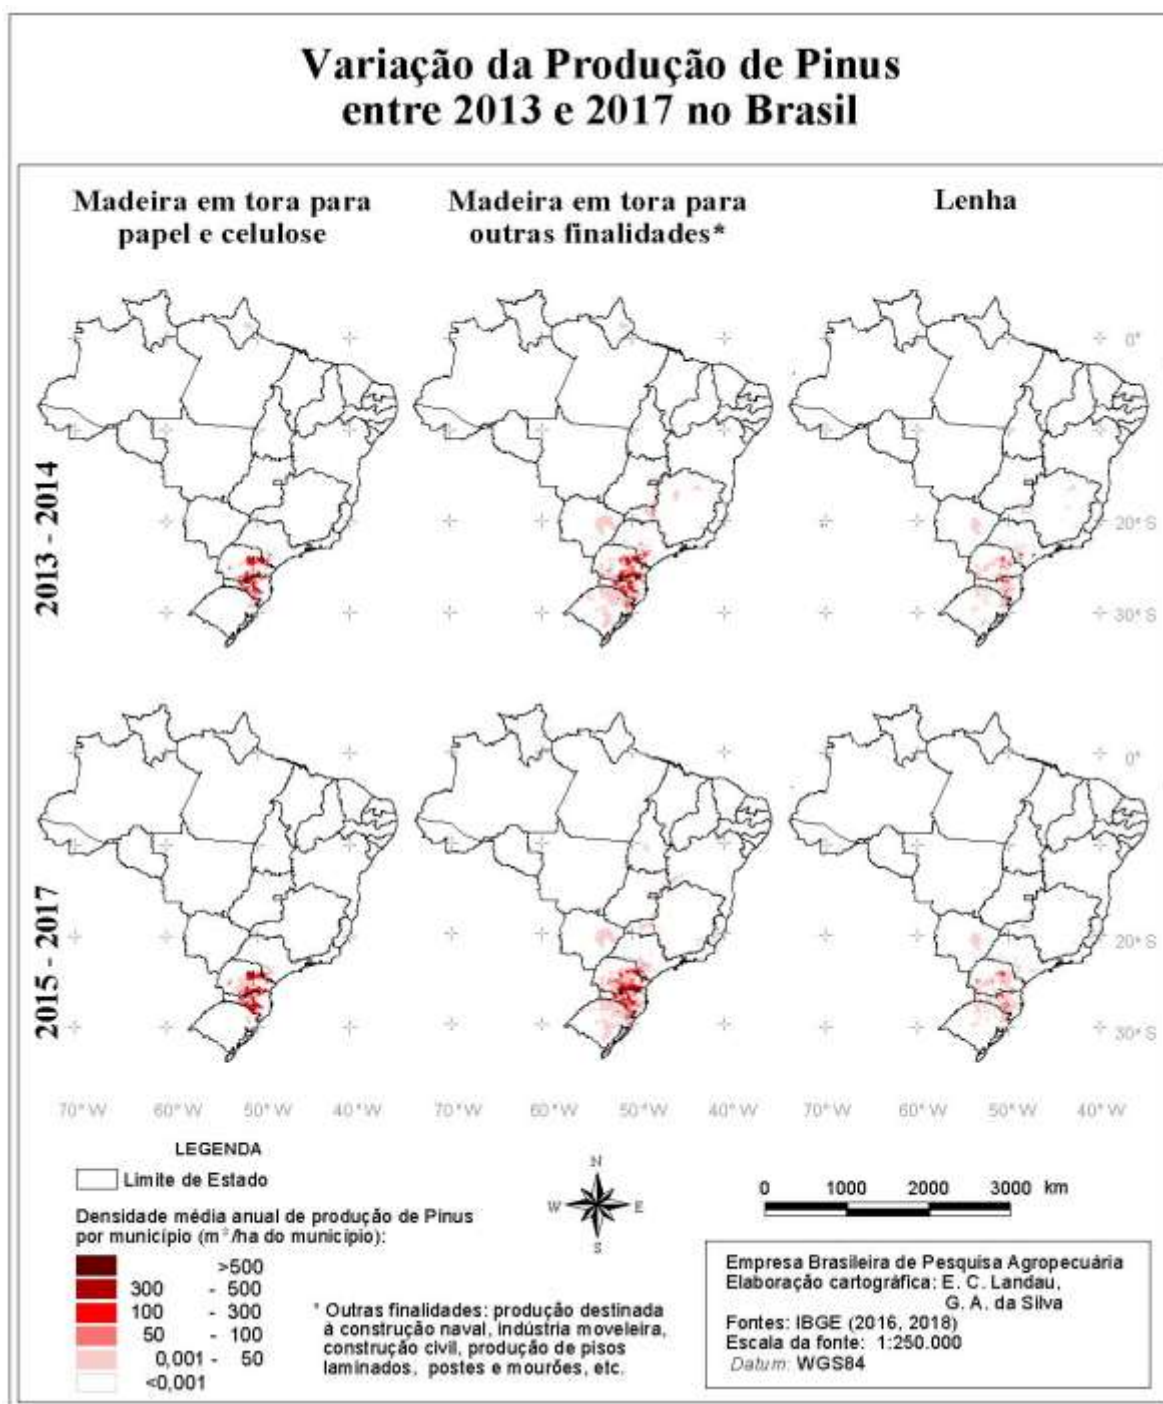 Variação da Produção de Pinus
entre 2013 e 2017 no Brasil
Madeira em tora para
papel e celulose
Madeira em tora para
outras finalidades*
Lenha
2013 - 2014
0°
20° S
30° S
2015 - 2017
0°
20° S
30° S
70° W 60° W 50° W 40° W 70° W 60° W 50° W 40° W 60° W 50° W 40° W
LEGENDA
Limite de Estado
Densidade média anual de produção de Pinus
por município (m³/ha do município):
>500
300 - 500
100 - 300
50 - 100
0,001 - 50
<0,001
N
W E
S
* Outras finalidades: produção destinada
à construção naval, indústria moveleira,
construção civil, produção de pisos
laminados, postes e mourões, etc.
0 1000 2000 3000 km
Empresa Brasileira de Pesquisa Agropecuária
Elaboração cartográfica: E. C. Landau,
G. A. da Silva
Fontes: IBGE (2016, 2018)
Escala da fonte: 1:250.000
Datum: WGS84